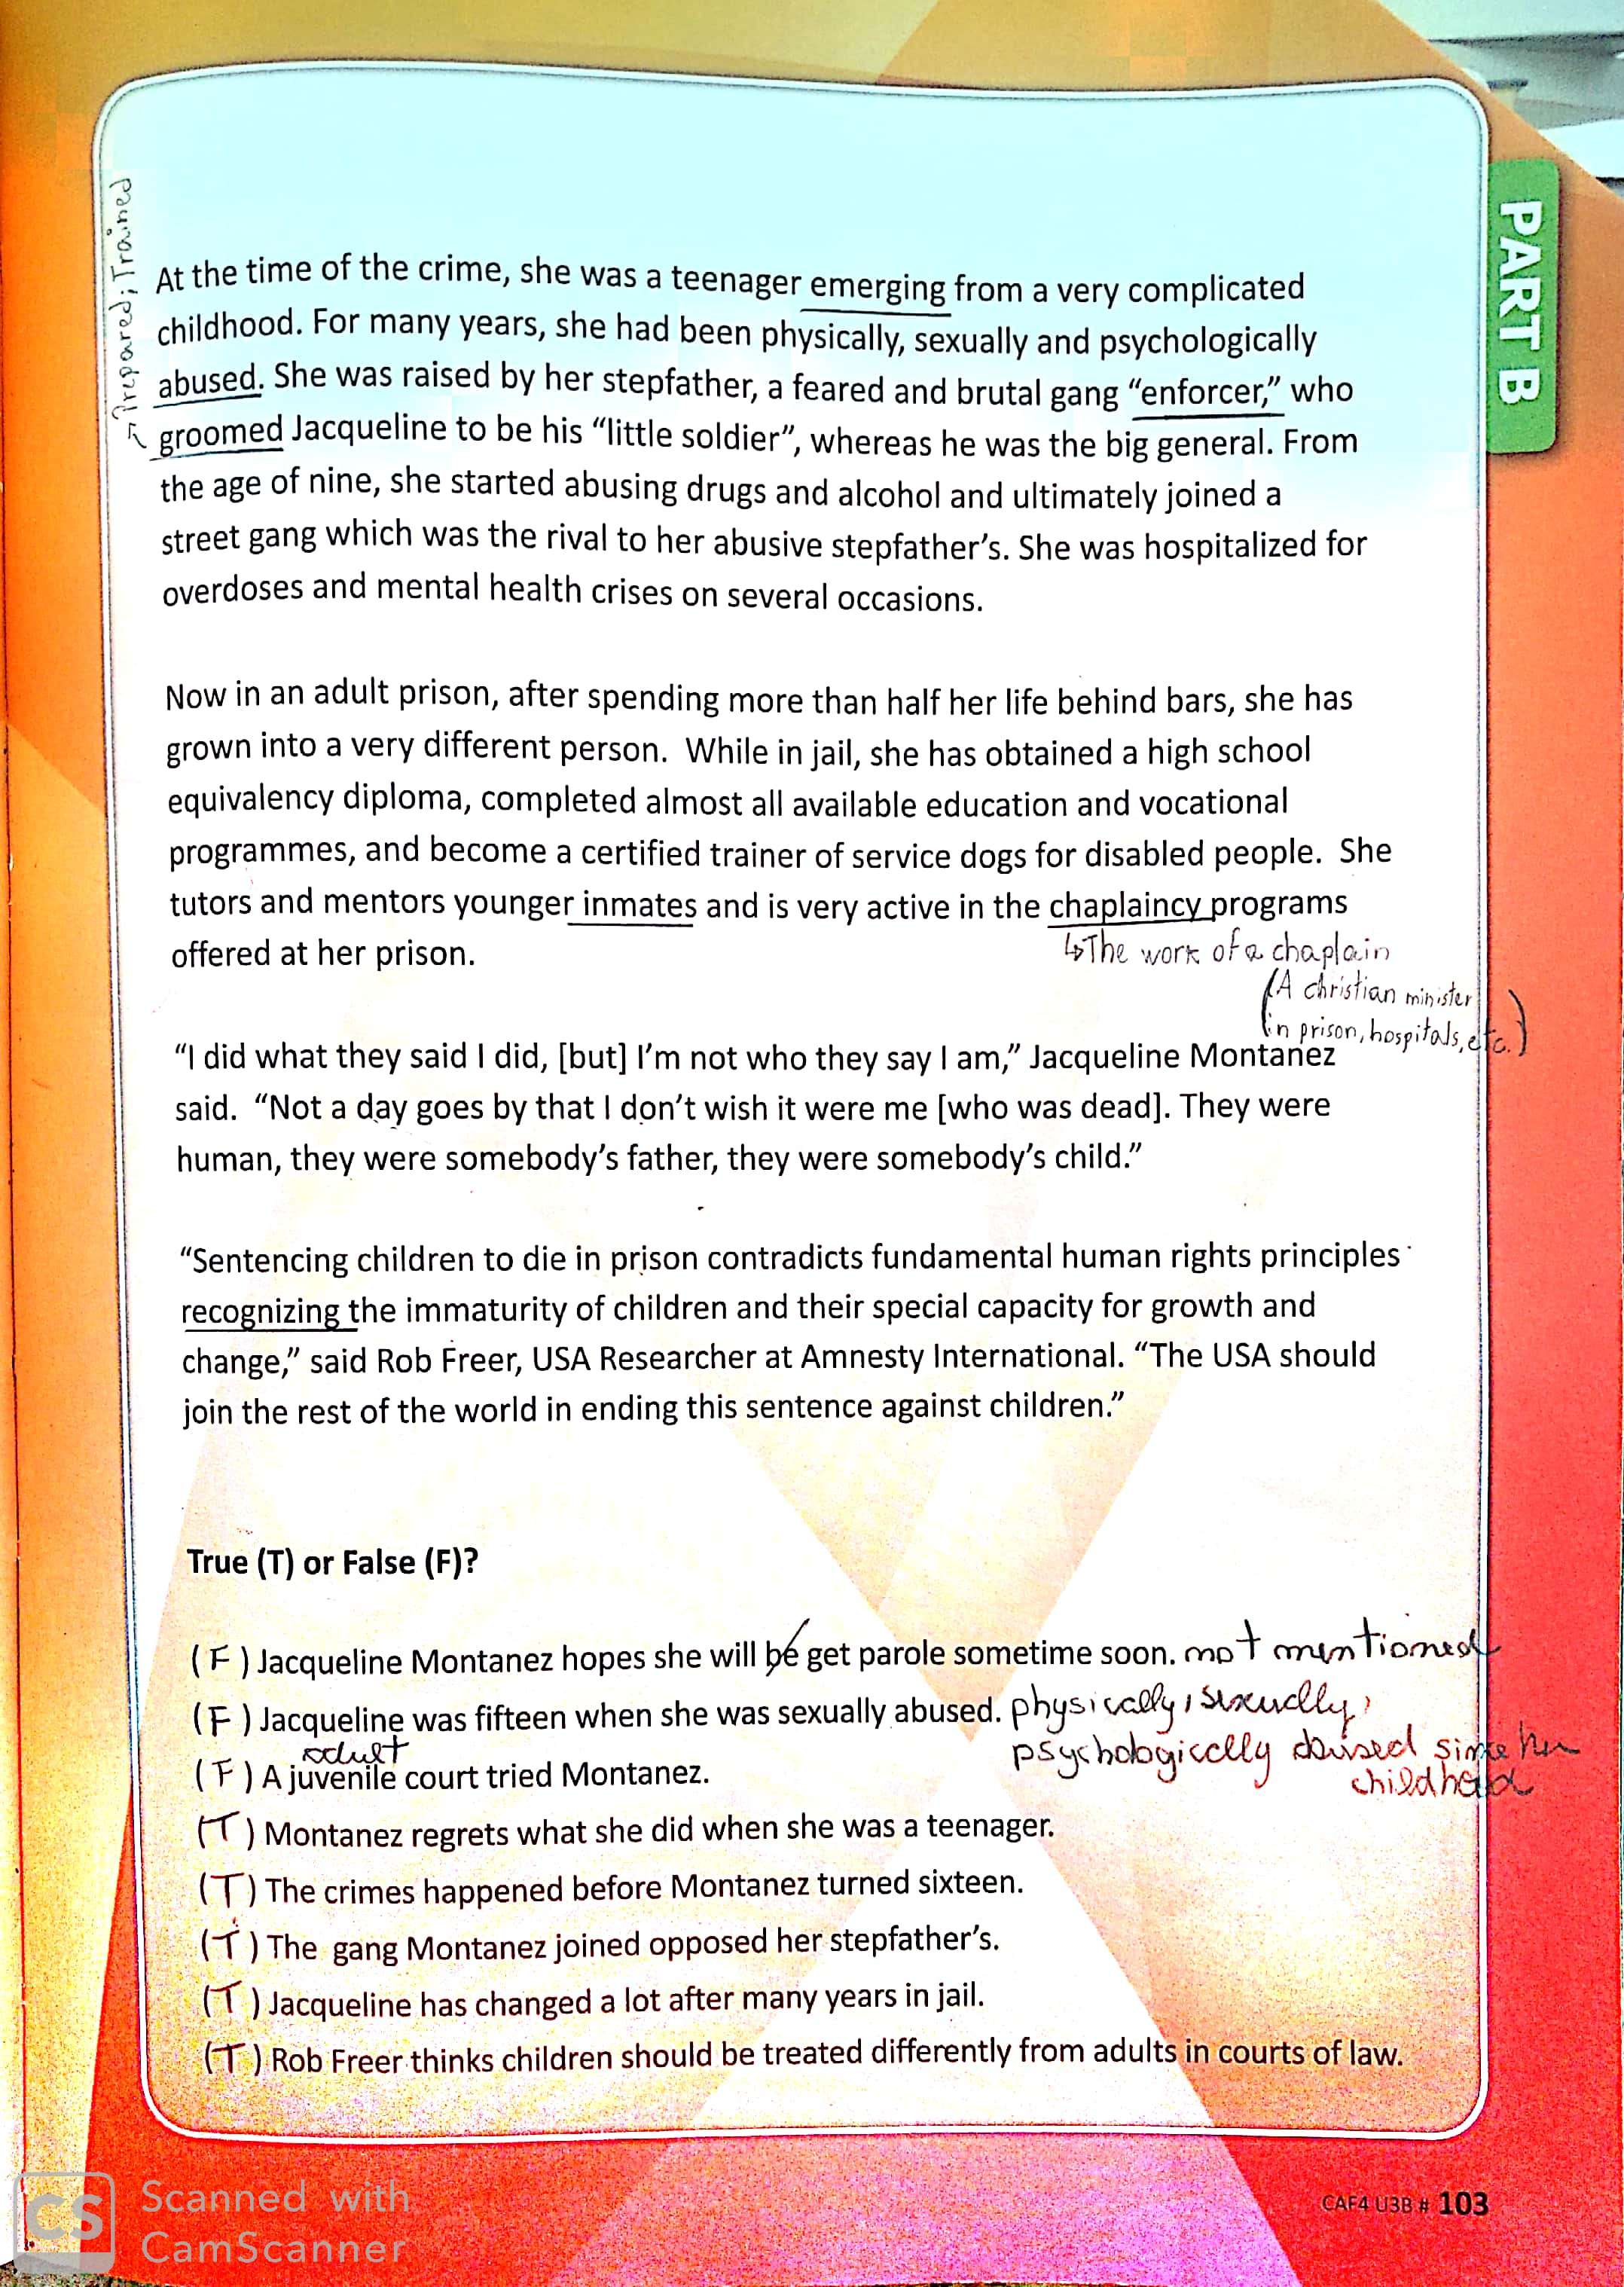 PART B
Prepared; Trained
At the time of the crime, she was a teenager emerging from a very complicated
childhood. For many years, she had been physically, sexually and psychologically
abused. She was raised by her stepfather, a feared and brutal gang “enforcer,” who
groomed Jacqueline to be his “little soldier”, whereas he was the big general. From
the age of nine, she started abusing drugs and alcohol and ultimately joined a
street gang which was the rival to her abusive stepfather’s. She was hospitalized for
overdoses and mental health crises on several occasions.
Now in an adult prison, after spending more than half her life behind bars, she has
grown into a very different person. While in jail, she has obtained a high school
equivalency diploma, completed almost all available education and vocational
programmes, and become a certified trainer of service dogs for disabled people. She
tutors and mentors younger inmates and is very active in the chaplaincy programs
offered at her prison.
↳The work of a chaplain
(A christian minister
in prison, hospitals, etc.)
“I did what they said I did, [but] I’m not who they say I am,” Jacqueline Montanez
said. “Not a day goes by that I don’t wish it were me [who was dead]. They were
human, they were somebody’s father, they were somebody’s child.”
“Sentencing children to die in prison contradicts fundamental human rights principles
recognizing the immaturity of children and their special capacity for growth and
change,” said Rob Freer, USA Researcher at Amnesty International. “The USA should
join the rest of the world in ending this sentence against children.”
True (T) or False (F)?
(F) Jacqueline Montanez hopes she will be get parole sometime soon. not mentioned
(F) Jacqueline was fifteen when she was sexually abused. physically, sexually,
psychologically abused since her
childhood
adult
(F) A juvenile court tried Montanez.
(T) Montanez regrets what she did when she was a teenager.
(T) The crimes happened before Montanez turned sixteen.
(T) The gang Montanez joined opposed her stepfather’s.
(T) Jacqueline has changed a lot after many years in jail.
(T) Rob Freer thinks children should be treated differently from adults in courts of law.
CAF4 U3B # 103
CS Scanned with
CamScanner